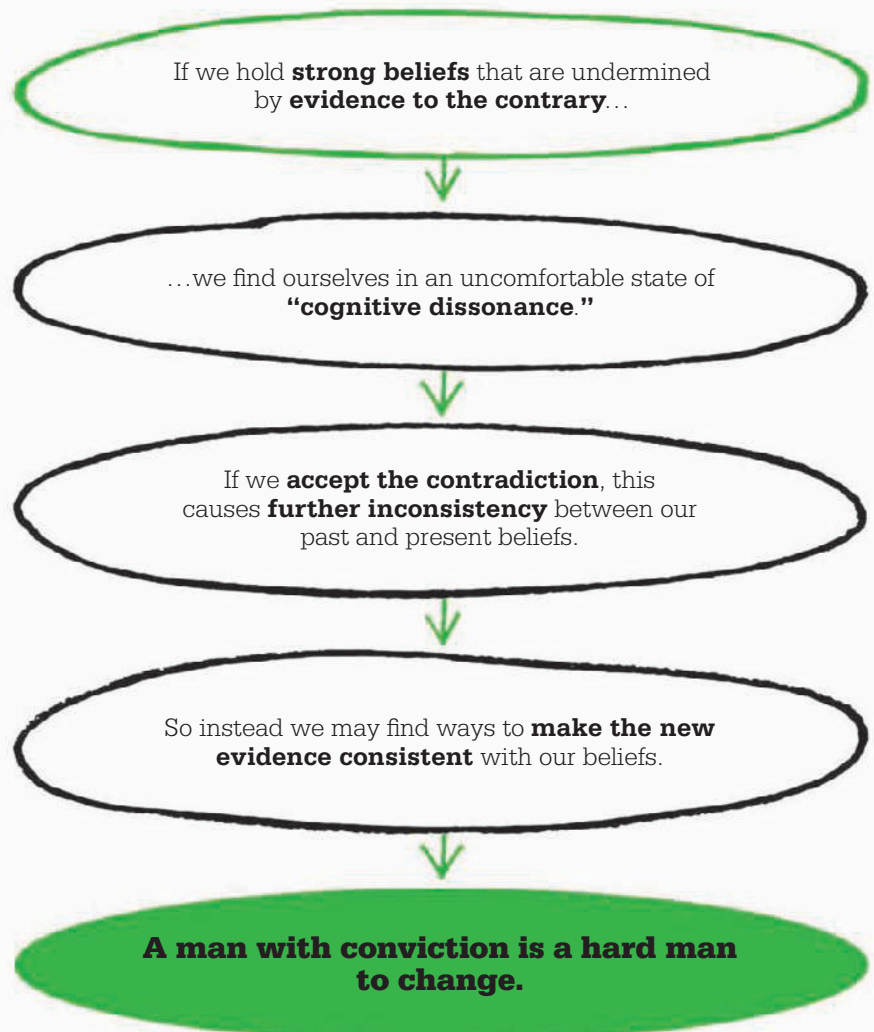 If we hold strong beliefs that are undermined
by evidence to the contrary…
…we find ourselves in an uncomfortable state of
“cognitive dissonance.”
If we accept the contradiction, this
causes further inconsistency between our
past and present beliefs.
So instead we may find ways to make the new
evidence consistent with our beliefs.
A man with conviction is a hard man
to change.